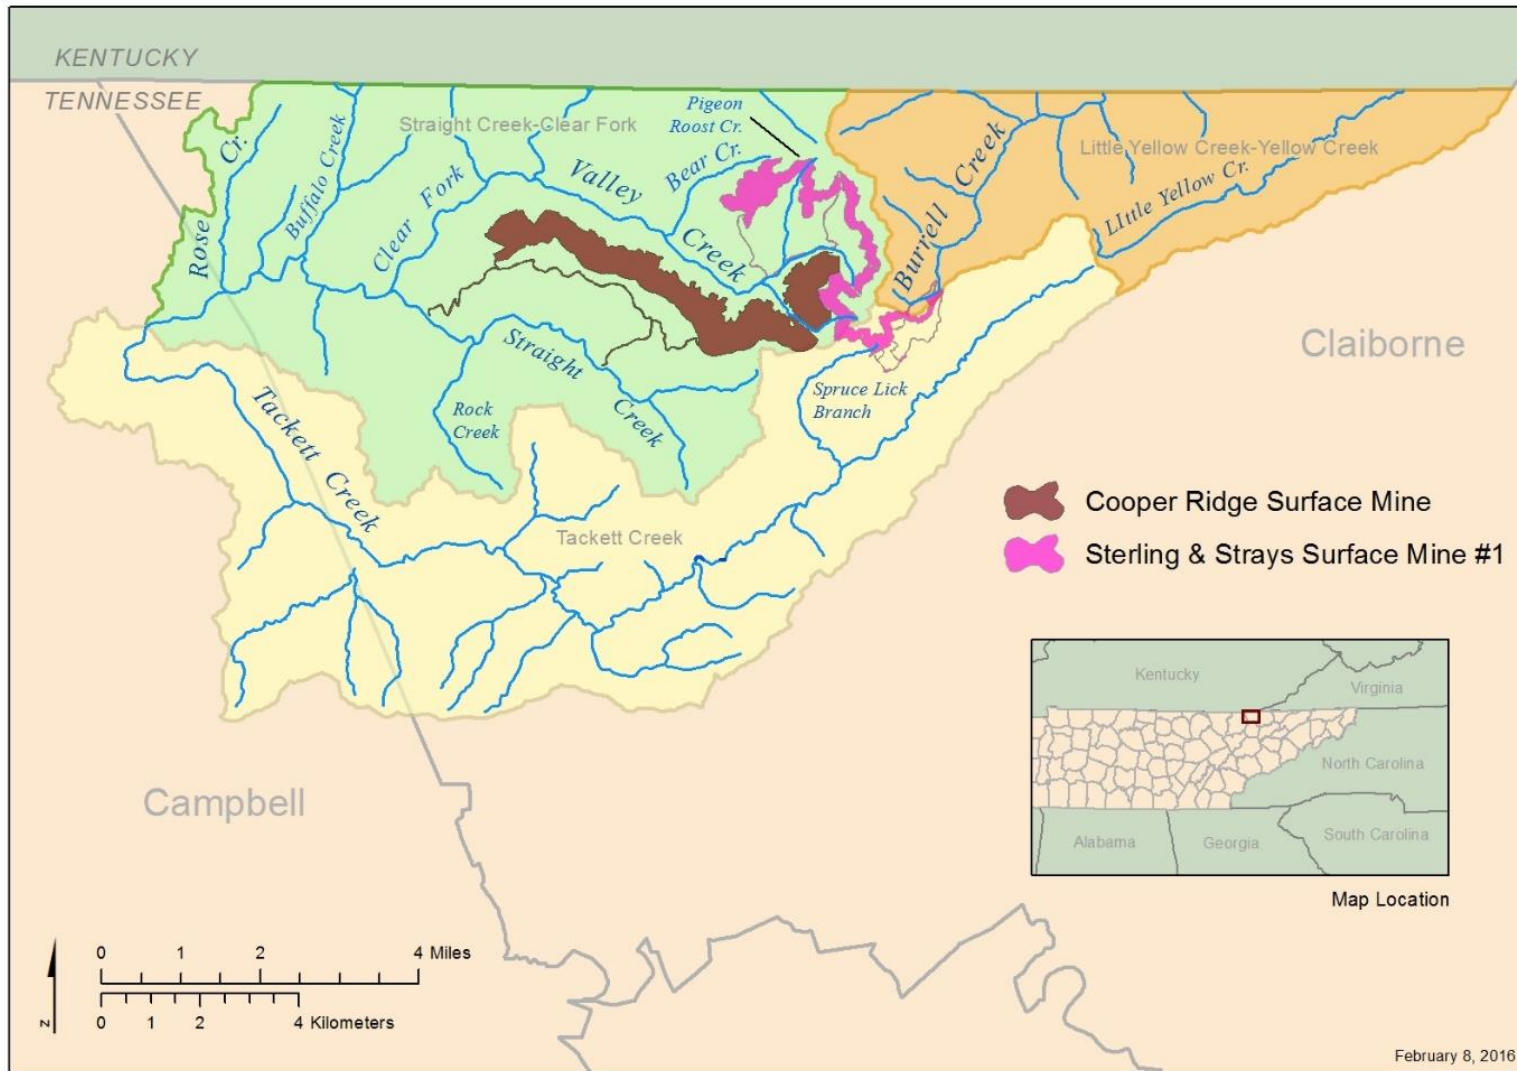 KENTUCKY
TENNESSEE
Straight Creek-Clear Fork
Pigeon
Roost Cr.
Bear Cr.
Rose Cr.
Buffalo Creek
Clear Fork
Valley Creek
Burrell Creek
Little Yellow Creek-Yellow Creek
LIttle Yellow Cr.
Straight Creek
Rock
Creek
Spruce Lick
Branch
Claiborne
Tackett Creek
Tackett Creek
Cooper Ridge Surface Mine
Sterling & Strays Surface Mine #1
Campbell
Kentucky
Virginia
North Carolina
South Carolina
Alabama
Georgia
Map Location
N
0 1 2 4 Miles
0 1 2 4 Kilometers
February 8, 2016